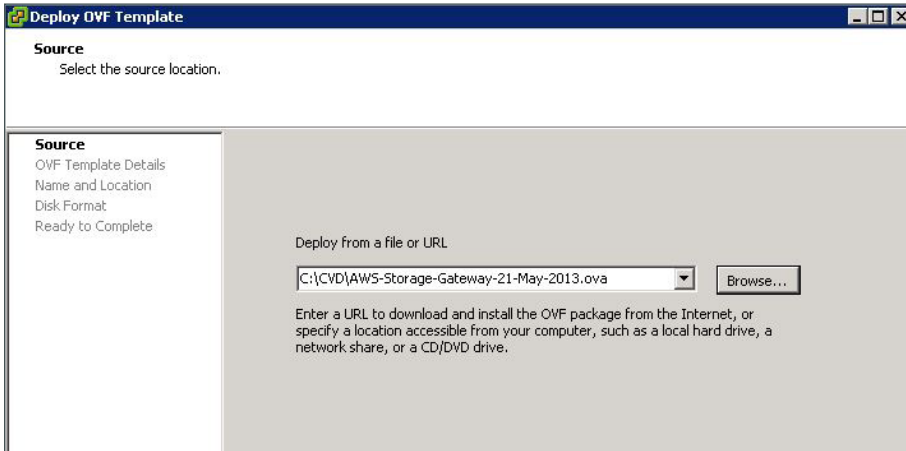 Deploy OVF Template
Source
Select the source location.
Source
OVF Template Details
Name and Location
Disk Format
Ready to Complete
Deploy from a file or URL
C:\CVD\AWS-Storage-Gateway-21-May-2013.ova
Browse...
Enter a URL to download and install the OVF package from the Internet, or
specify a location accessible from your computer, such as a local hard drive, a
network share, or a CD/DVD drive.